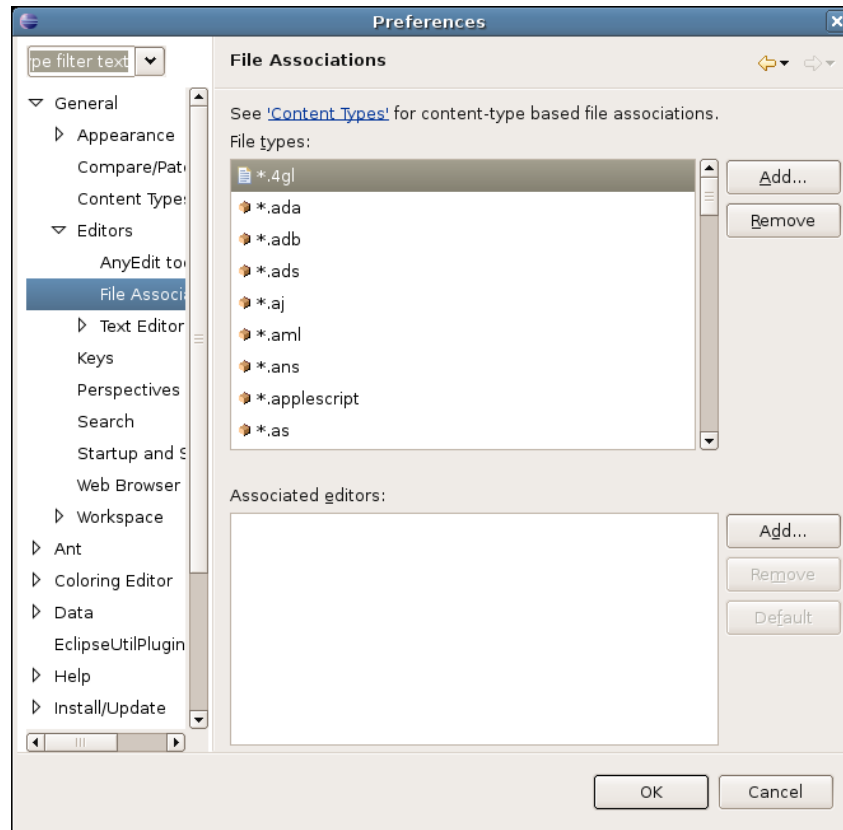 Preferences
pe filter text
General
Appearance
Compare/Pat
Content Type
Editors
AnyEdit to
File Associ
Text Editor
Keys
Perspectives
Search
Startup and S
Web Browser
Workspace
Ant
Coloring Editor
Data
EclipseUtilPlugin
Help
Install/Update
File Associations
See 'Content Types' for content-type based file associations.
File types:
*.4gl
*.ada
*.adb
*.ads
*.aj
*.aml
*.ans
*.applescript
*.as
Add...
Remove
Associated editors:
Add...
Remove
Default
OK
Cancel